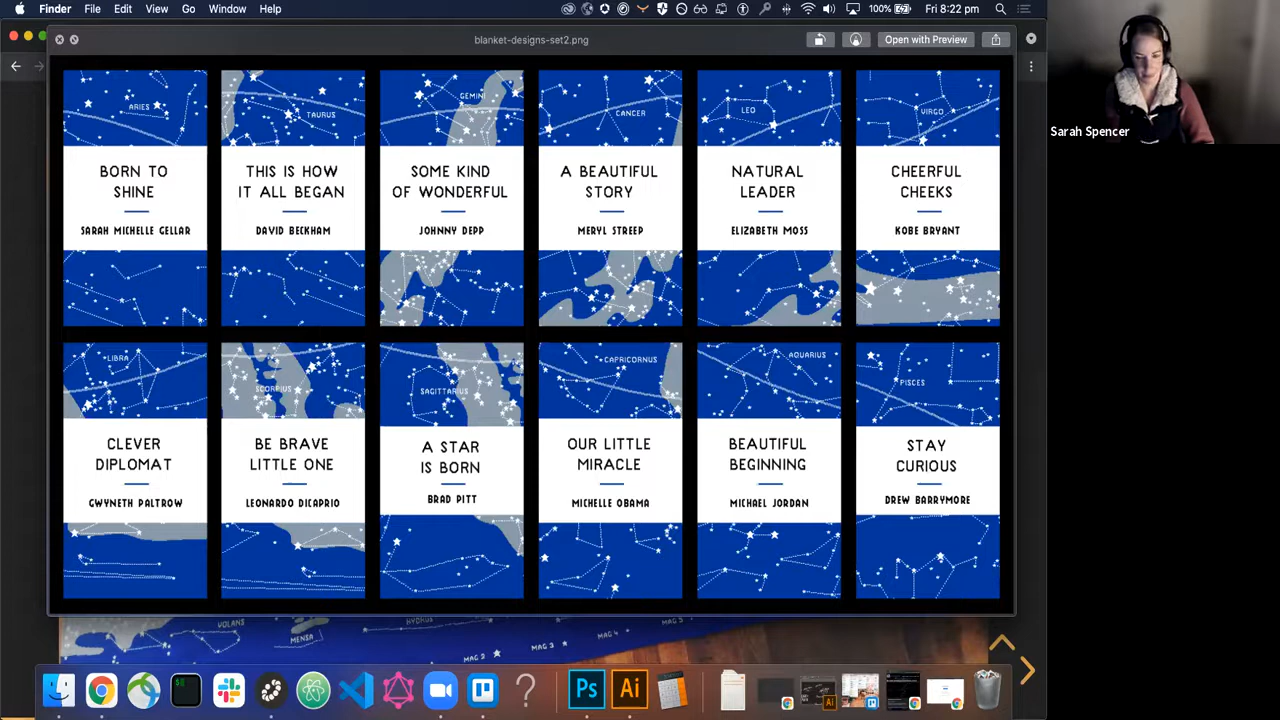 Finder File Edit View Go Window Help
100% Fri 8:22 pm
blanket-designs-set2.png
Open with Preview
Sarah Spencer
ARIES
BORN TO
SHINE
SARAH MICHELLE GELLAR
TAURUS
THIS IS HOW
IT ALL BEGAN
DAVID BECKHAM
GEMINI
SOME KIND
OF WONDERFUL
JOHNNY DEPP
CANCER
A BEAUTIFUL
STORY
MERYL STREEP
LEO
NATURAL
LEADER
ELIZABETH MOSS
VIRGO
CHEERFUL
CHEEKS
KOBE BRYANT
LIBRA
CLEVER
DIPLOMAT
GWYNETH PALTROW
SCORPIUS
BE BRAVE
LITTLE ONE
LEONARDO DICAPRIO
SAGITTARIUS
A STAR
IS BORN
BRAD PITT
CAPRICORNUS
OUR LITTLE
MIRACLE
MICHELLE OBAMA
AQUARIUS
BEAUTIFUL
BEGINNING
MICHAEL JORDAN
PISCES
STAY
CURIOUS
DREW BARRYMORE
VOLANS
MENSA
HYDRUS
MAG 3
MAG 4
MAG 5
Ps
Ai